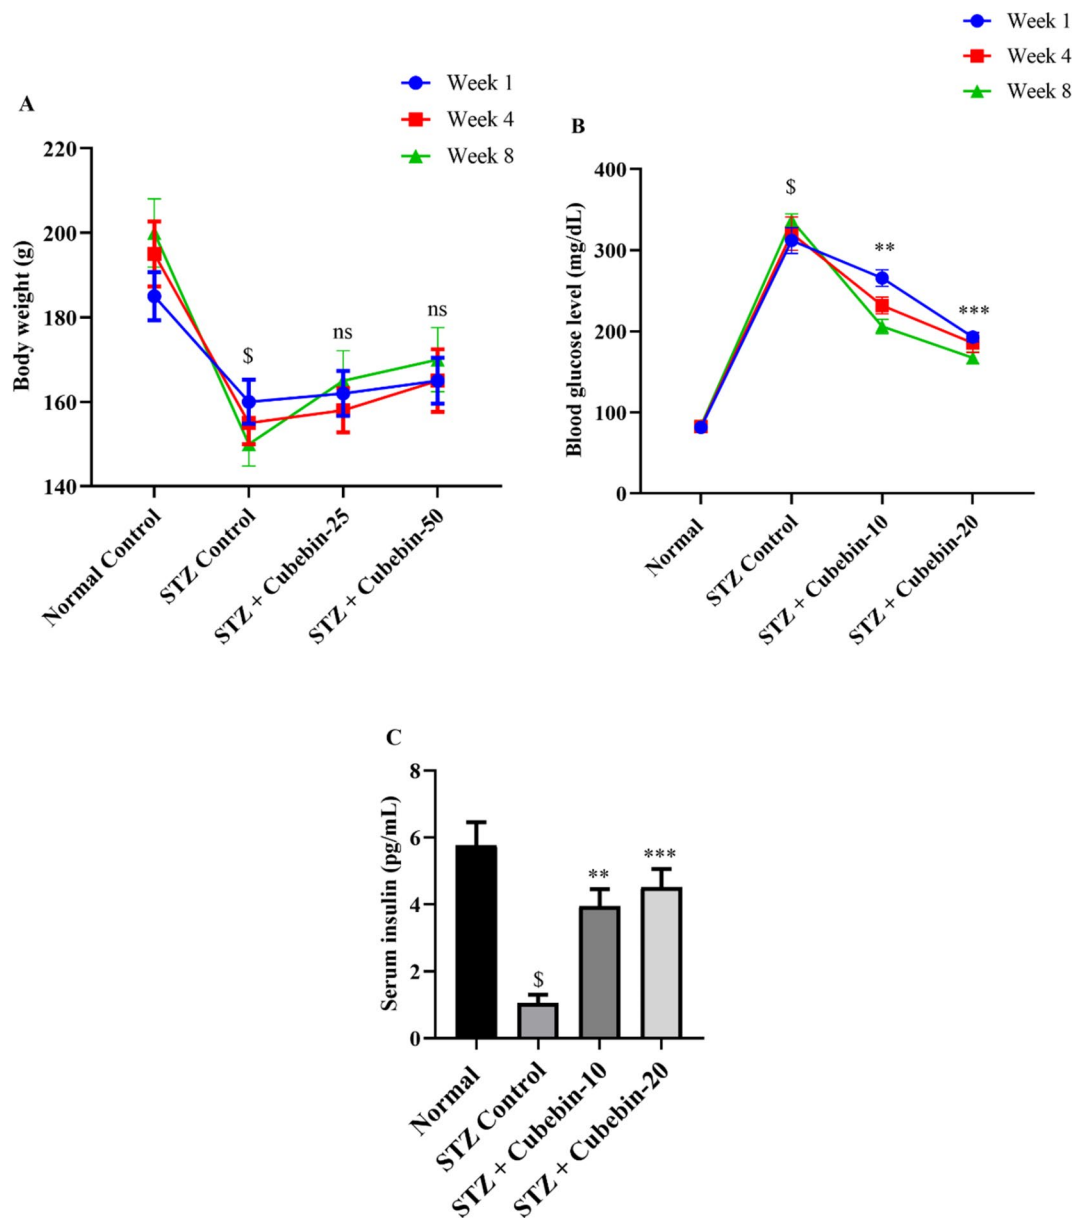 A
Week 1
Week 4
Week 8
220
200
180
160
140
Body weight (g)
$
ns
ns
Normal Control
STZ Control
STZ + Cubebin-25
STZ + Cubebin-50
B
Week 1
Week 4
Week 8
400
300
200
100
0
Blood glucose level (mg/dL)
$
**
***
Normal
STZ Control
STZ + Cubebin-10
STZ + Cubebin-20
C
8
6
4
2
0
Serum insulin (pg/mL)
$
**
***
Normal
STZ Control
STZ + Cubebin-10
STZ + Cubebin-20